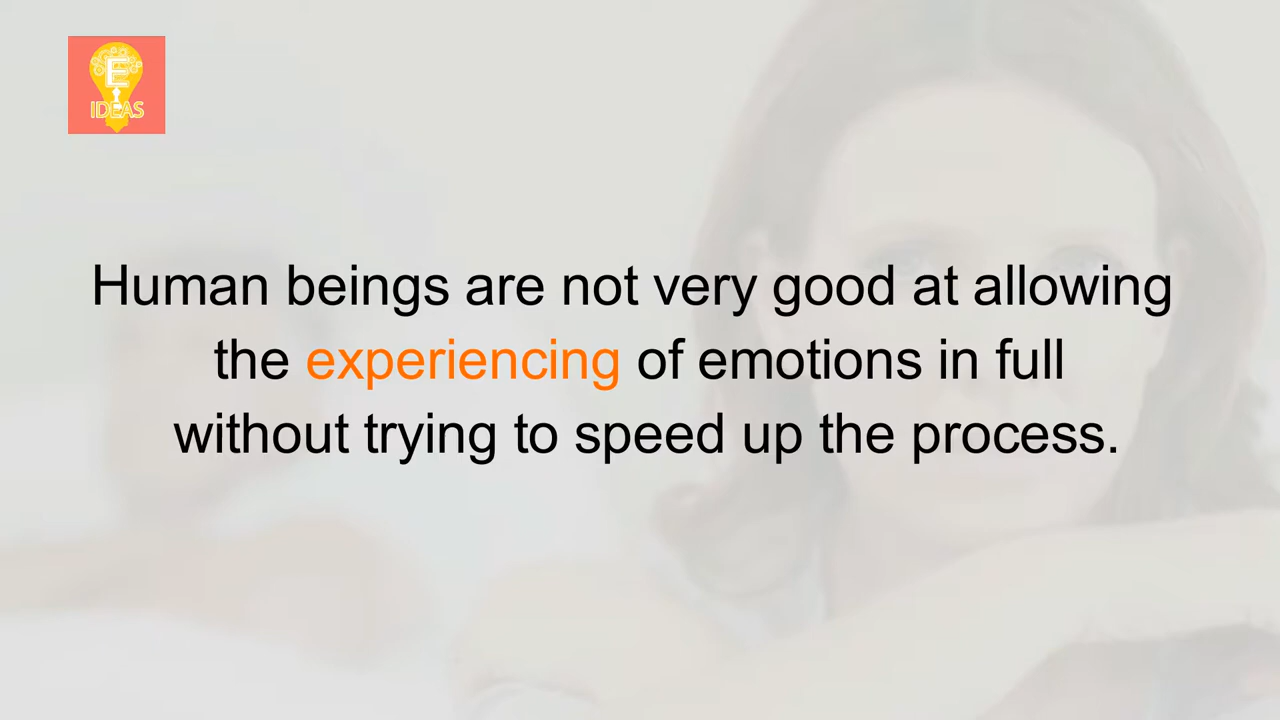 E
IDEAS
Human beings are not very good at allowing
the experiencing of emotions in full
without trying to speed up the process.